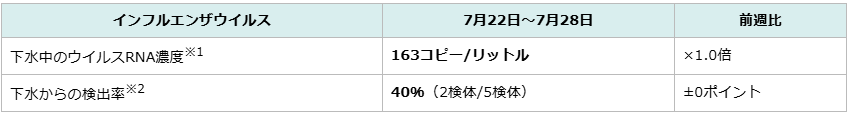 インフルエンザウイルス 7月22日～7月28日 前週比
下水中のウイルスRNA濃度※1 163コピー/リットル ×1.0倍
下水からの検出率※2 40%（2検体/5検体） ±0ポイント